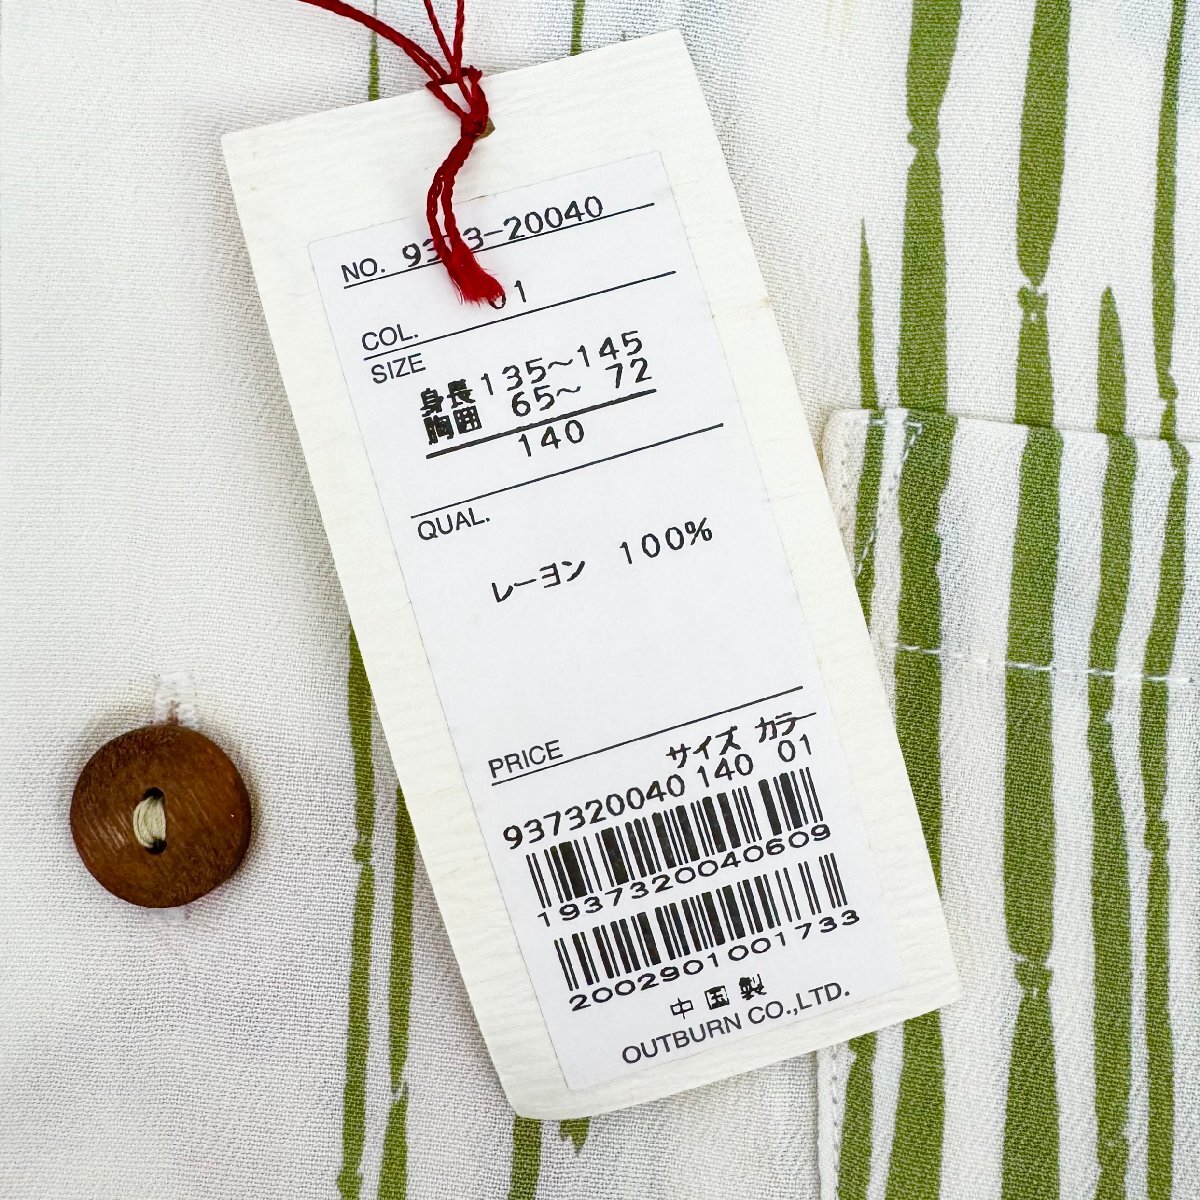 NO. 9373-20040
COL. 01
SIZE
身長 135～145
胸囲 65～ 72
140
QUAL.
レーヨン 100%
PRICE
サイズ カラー
937320040 140 01
1937320040609
2002901001733
中国製
OUTBURN CO.,LTD.